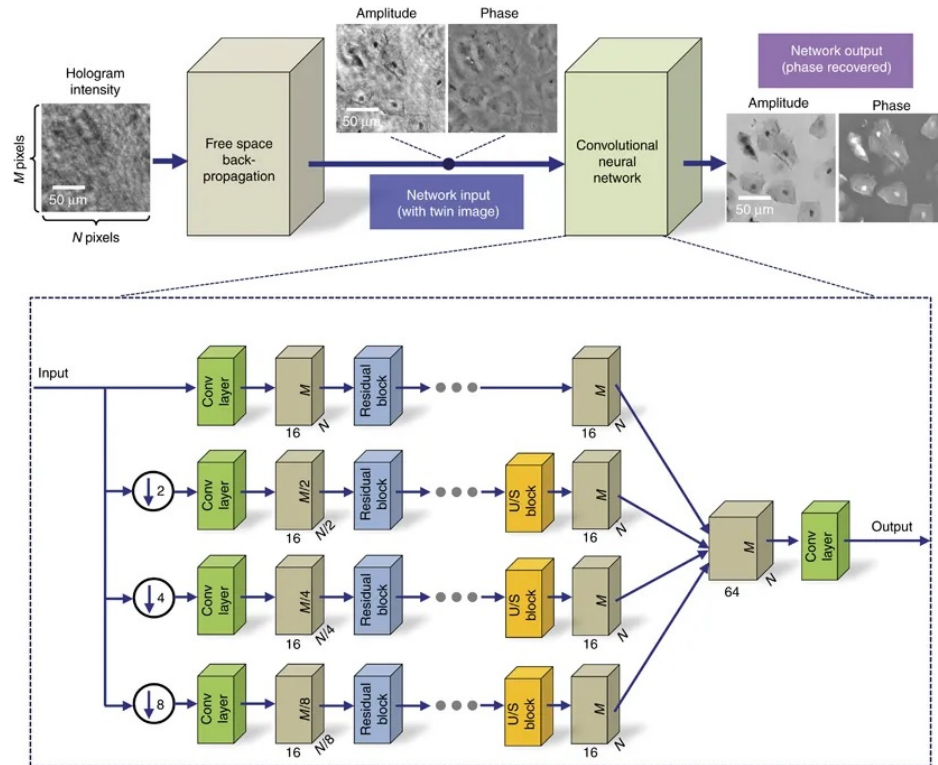 Amplitude
Phase
Hologram
intensity
M pixels
50 μm
N pixels
Free space
back-
propagation
50 μm
Network input
(with twin image)
Convolutional
neural
network
Network output
(phase recovered)
Amplitude
Phase
50 μm
Input
Conv
layer
M
16
N
Residual
block
M
16
N
2
Conv
layer
M/2
16
N/2
Residual
block
U/S
block
M
16
N
4
Conv
layer
M/4
16
N/4
Residual
block
U/S
block
M
16
N
8
Conv
layer
M/8
16
N/8
Residual
block
U/S
block
M
16
N
M
64
N
Conv
layer
Output